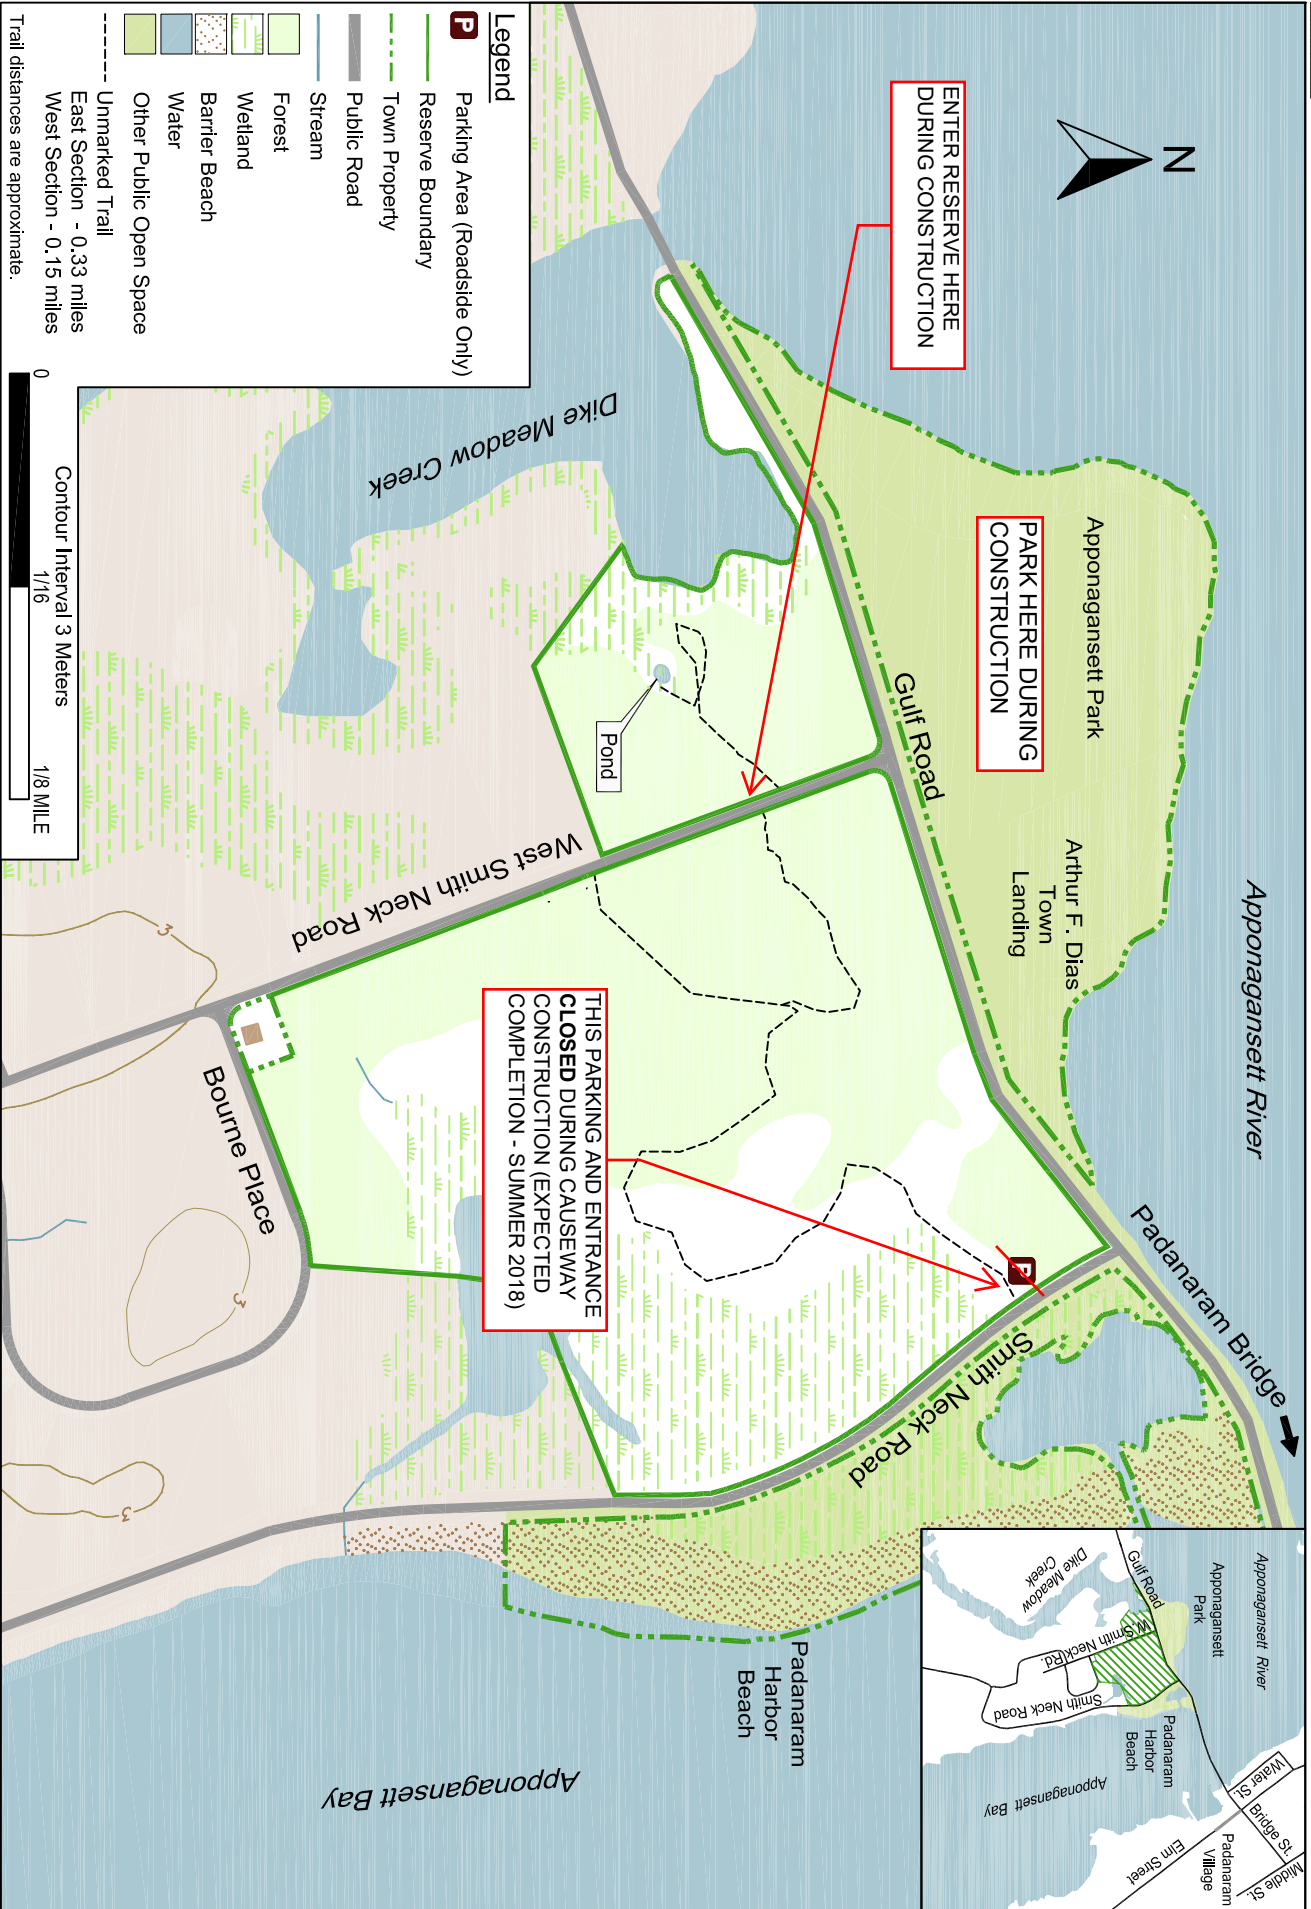 N
ENTER RESERVE HERE
DURING CONSTRUCTION
PARK HERE DURING
CONSTRUCTION
Apponagansett Park
Arthur F. Dias
Town
Landing
Apponagansett River
Gulf Road
Padanaram Bridge
Dike Meadow
Creek
Pond
West Smith Neck Road
THIS PARKING AND ENTRANCE
CLOSED DURING CAUSEWAY
CONSTRUCTION (EXPECTED
COMPLETION - SUMMER 2018)
P
Smith Neck Road
Bourne Place
3
3
3
Padanaram
Harbor
Beach
Apponagansett Bay
Legend
P Parking Area (Roadside Only)
Reserve Boundary
Town Property
Public Road
Stream
Forest
Wetland
Barrier Beach
Water
Other Public Open Space
Unmarked Trail
East Section - 0.33 miles
West Section - 0.15 miles
Trail distances are approximate.
Contour Interval 3 Meters
0 1/16 1/8 MILE
Apponagansett River
Apponagansett
Park
Gulf Road
Dike Meadow
Creek
W Smith Neck Rd.
Smith Neck Road
Padanaram
Harbor
Beach
Apponagansett Bay
Water St.
Bridge St.
Middle St.
Elm Street
Padanaram
Village